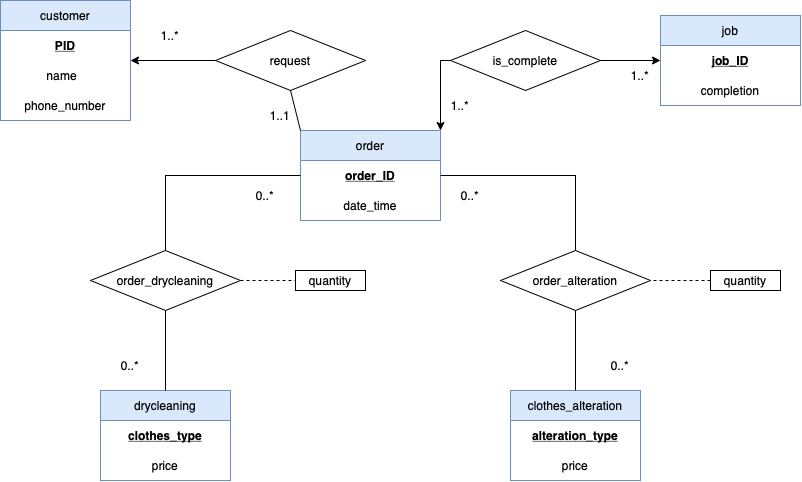 customer
PID
name
phone_number
1..*
request
1..1
is_complete
1..*
1..*
job
job_ID
completion
order
order_ID
date_time
0..*
0..*
order_drycleaning
quantity
order_alteration
quantity
0..*
0..*
drycleaning
clothes_type
price
clothes_alteration
alteration_type
price